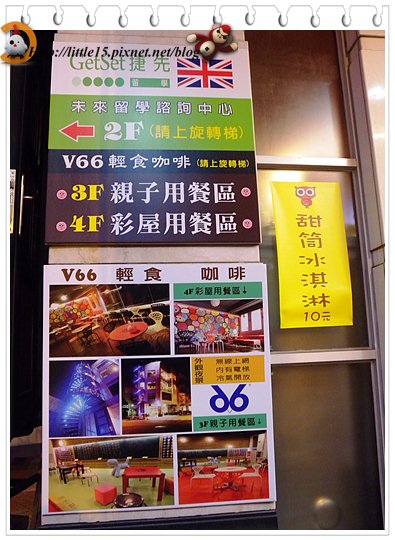 http://little15.pixnet.net/blog
GetSet 捷先
留學
未來留學諮詢中心
2F (請上旋轉梯)
V66 輕食咖啡 (請上旋轉梯)
3F 親子用餐區
4F 彩屋用餐區
甜筒冰淇淋
10元
V66 輕食 咖啡
4F彩屋用餐區↓
外觀夜景
無線上網
內有電梯
冷氣開放
3F親子用餐區↓